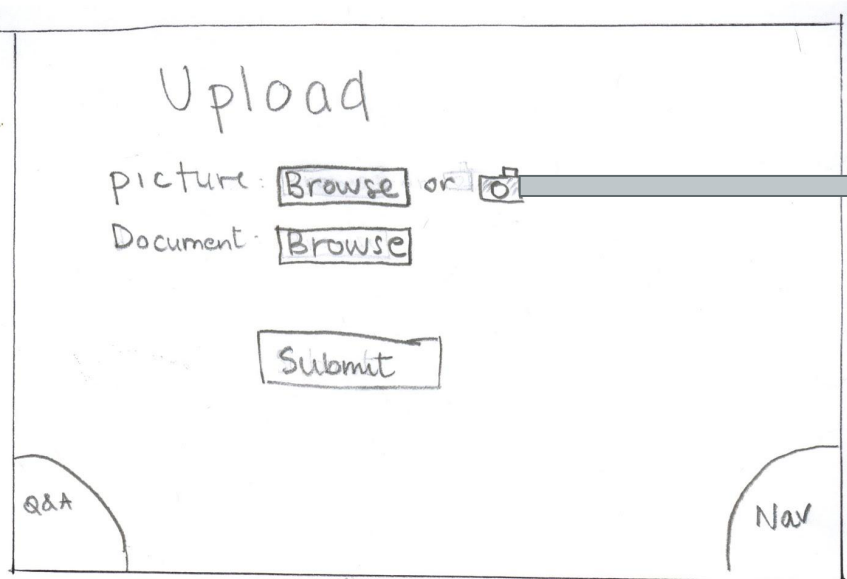 Upload
picture: Browse or
Document: Browse
Submit
Q&A
Nav